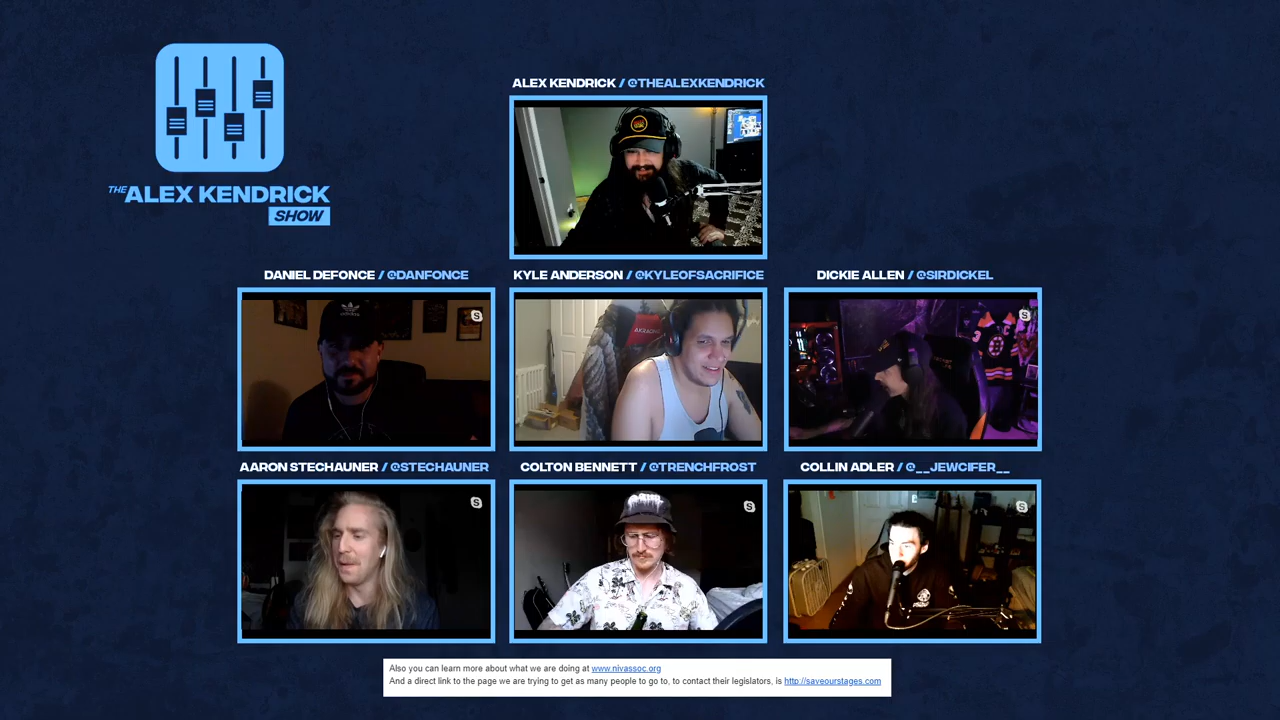 THE ALEX KENDRICK
SHOW
ALEX KENDRICK / @THEALEXKENDRICK
DANIEL DEFONCE / @DANFONCE
KYLE ANDERSON / @KYLEOFSACRIFICE
DICKIE ALLEN / @SIRDICKEL
adidas
AKRACING
AARON STECHAUNER / @STECHAUNER
COLTON BENNETT / @TRENCHFROST
COLLIN ADLER / @__JEWCIFER__
Also you can learn more about what we are doing at www.nivassoc.org
And a direct link to the page we are trying to get as many people to go to, to contact their legislators, is http://saveourstages.com